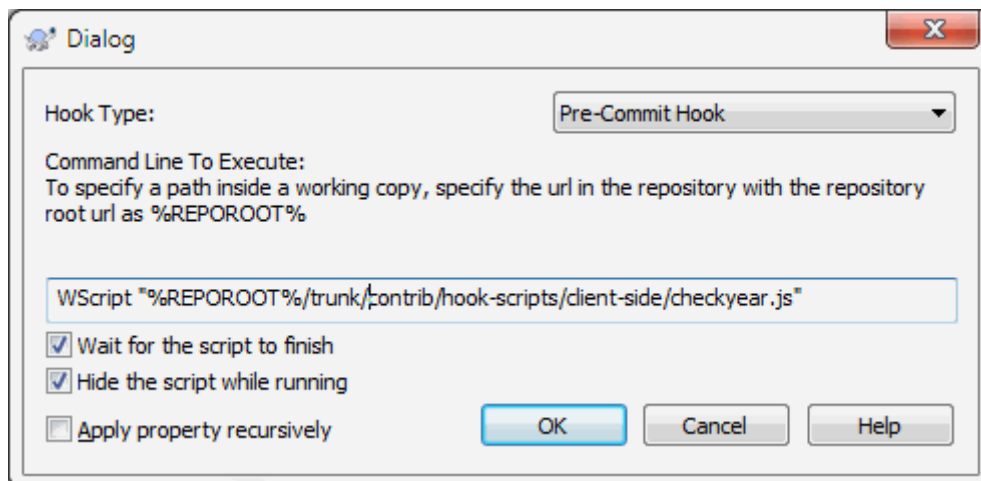 Dialog
Hook Type:
Pre-Commit Hook
Command Line To Execute:
To specify a path inside a working copy, specify the url in the repository with the repository
root url as %REPOROOT%
WScript "%REPOROOT%/trunk/contrib/hook-scripts/client-side/checkyear.js"
Wait for the script to finish
Hide the script while running
Apply property recursively
OK
Cancel
Help